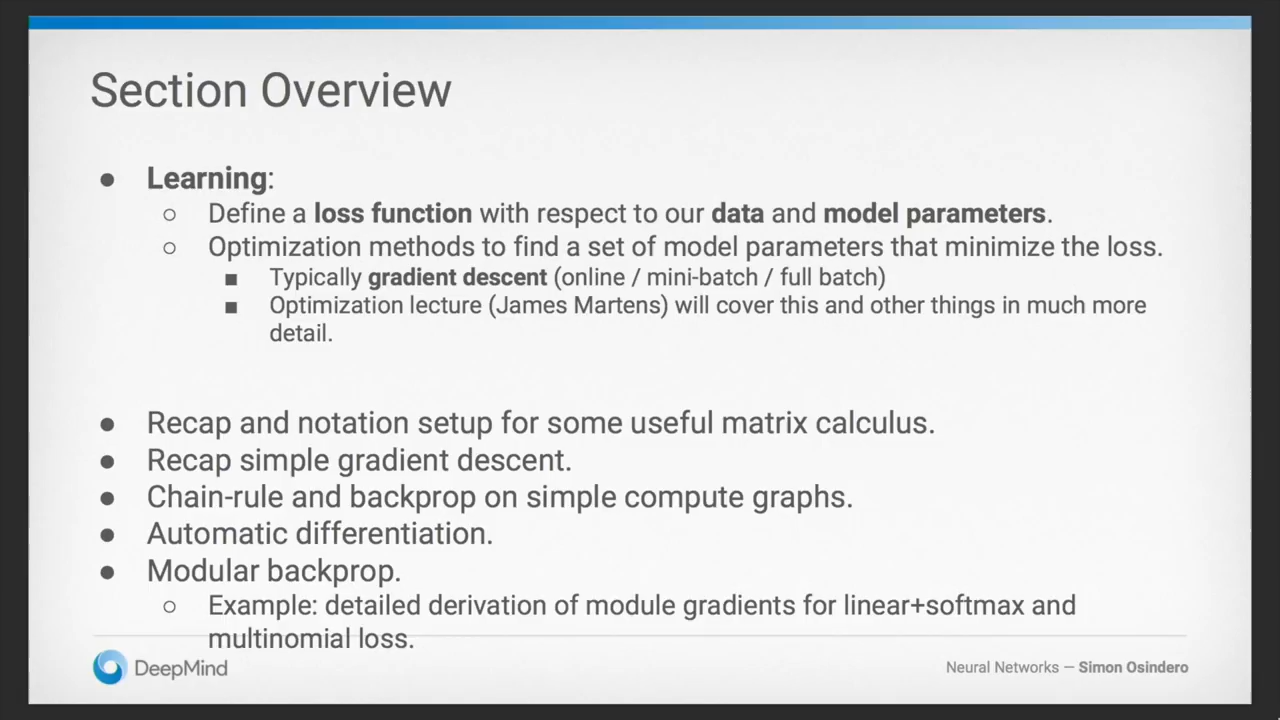 Section Overview
● Learning:
○ Define a loss function with respect to our data and model parameters.
○ Optimization methods to find a set of model parameters that minimize the loss.
■ Typically gradient descent (online / mini-batch / full batch)
■ Optimization lecture (James Martens) will cover this and other things in much more
detail.
● Recap and notation setup for some useful matrix calculus.
● Recap simple gradient descent.
● Chain-rule and backprop on simple compute graphs.
● Automatic differentiation.
● Modular backprop.
○ Example: detailed derivation of module gradients for linear+softmax and
multinomial loss.
DeepMind
Neural Networks — Simon Osindero